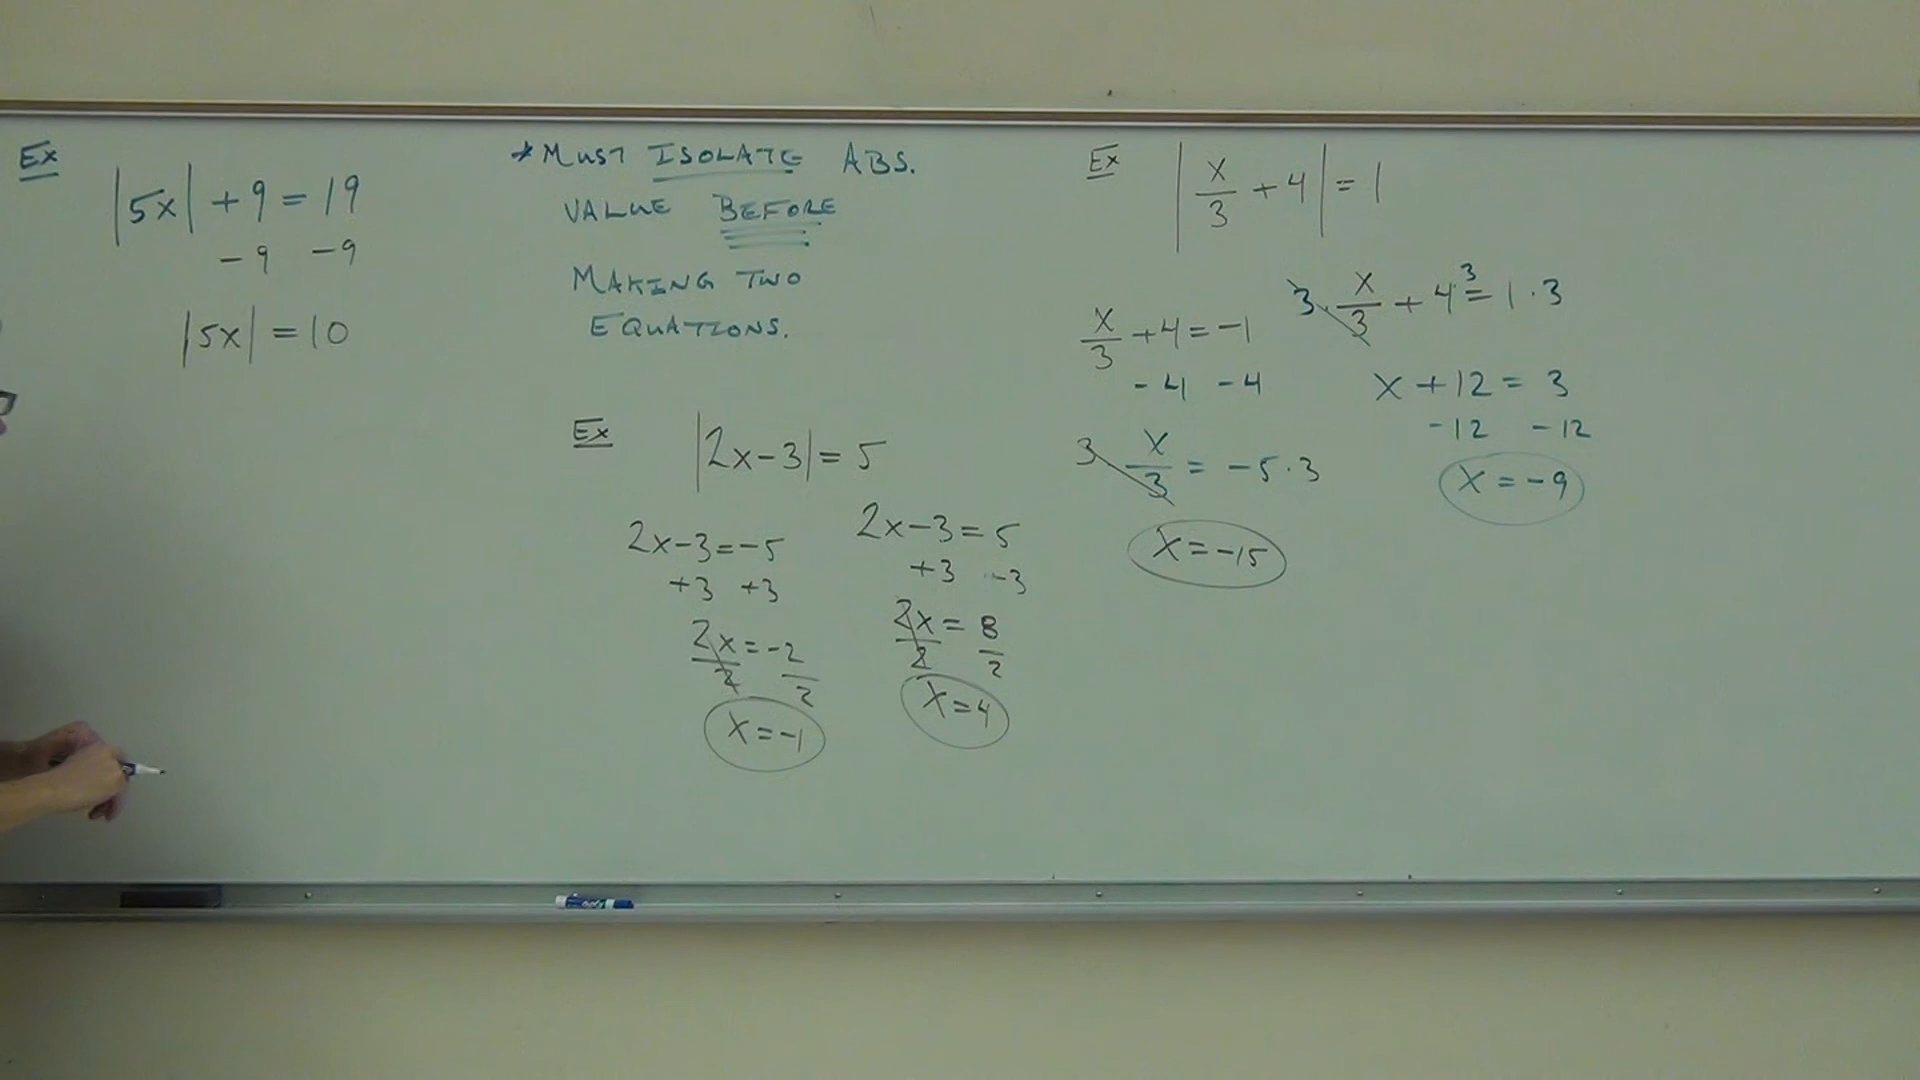 Ex
|5x| + 9 = 19
-9 -9
|5x| = 10
* MUST ISOLATE ABS.
VALUE BEFORE
MAKING TWO
EQUATIONS.
Ex
|2x-3| = 5
2x-3=-5
+3 +3
2x=-2
2 2
x=-1
2x-3=5
+3 -3
2x=8
2 2
x=4
Ex
|x/3 + 4| = 1
x/3 + 4 = -1
-4 -4
3 · x/3 = -5·3
x=-15
3 · x/3 + 4·3 = 1·3
x + 12 = 3
-12 -12
x = -9